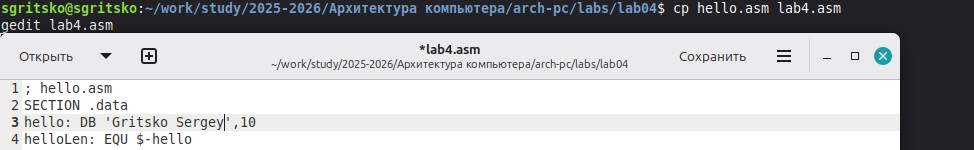 sgritsko@sgritsko:~/work/study/2025-2026/Архитектура компьютера/arch-pc/labs/lab04$ cp hello.asm lab4.asm
gedit lab4.asm
Открыть
*lab4.asm
~/work/study/2025-2026/Архитектура компьютера/arch-pc/labs/lab04
Сохранить
1 ; hello.asm
2 SECTION .data
3 hello: DB 'Gritsko Sergey',10
4 helloLen: EQU $-hello